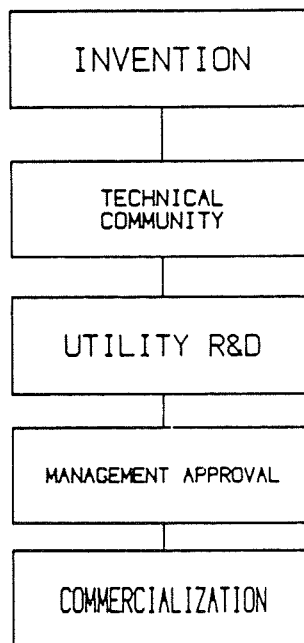 INVENTION
TECHNICAL
COMMUNITY
UTILITY R&D
MANAGEMENT APPROVAL
COMMERCIALIZATION